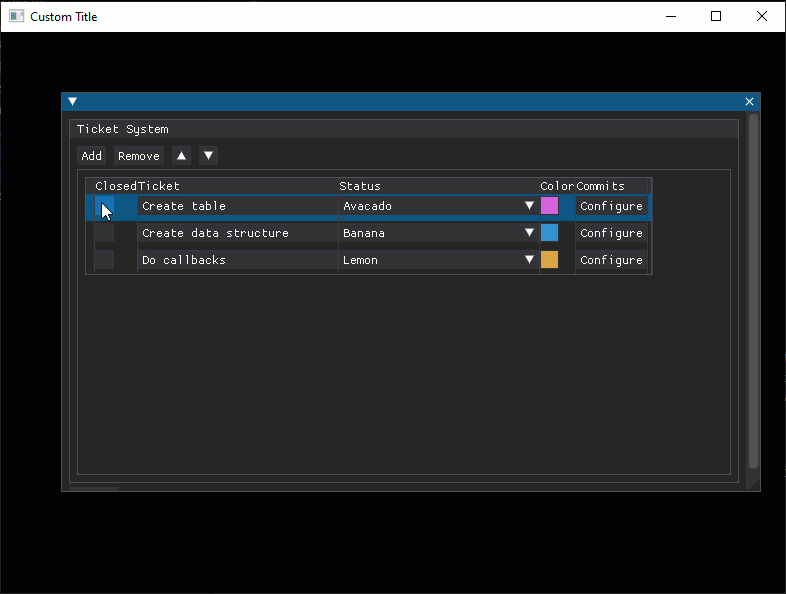 Custom Title
Ticket System
Add Remove
Closed Ticket Status Color Commits
Create table Avacado Configure
Create data structure Banana Configure
Do callbacks Lemon Configure